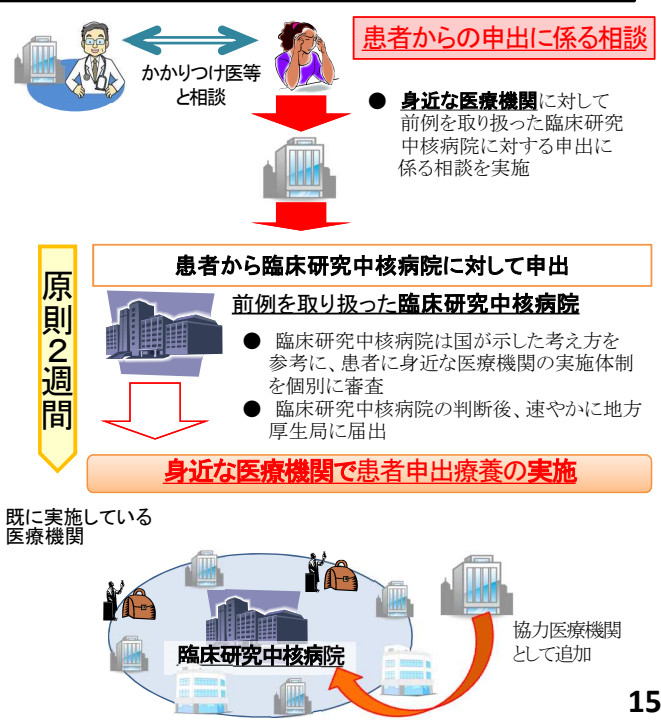 患者からの申出に係る相談
かかりつけ医等
と相談
● 身近な医療機関に対して
前例を取り扱った臨床研究
中核病院に対する申出に
係る相談を実施
原則2週間
患者から臨床研究中核病院に対して申出
前例を取り扱った臨床研究中核病院
● 臨床研究中核病院は国が示した考え方を
参考に、患者に身近な医療機関の実施体制
を個別に審査
● 臨床研究中核病院の判断後、速やかに地方
厚生局に届出
身近な医療機関で患者申出療養の実施
既に実施している
医療機関
臨床研究中核病院
協力医療機関
として追加
15